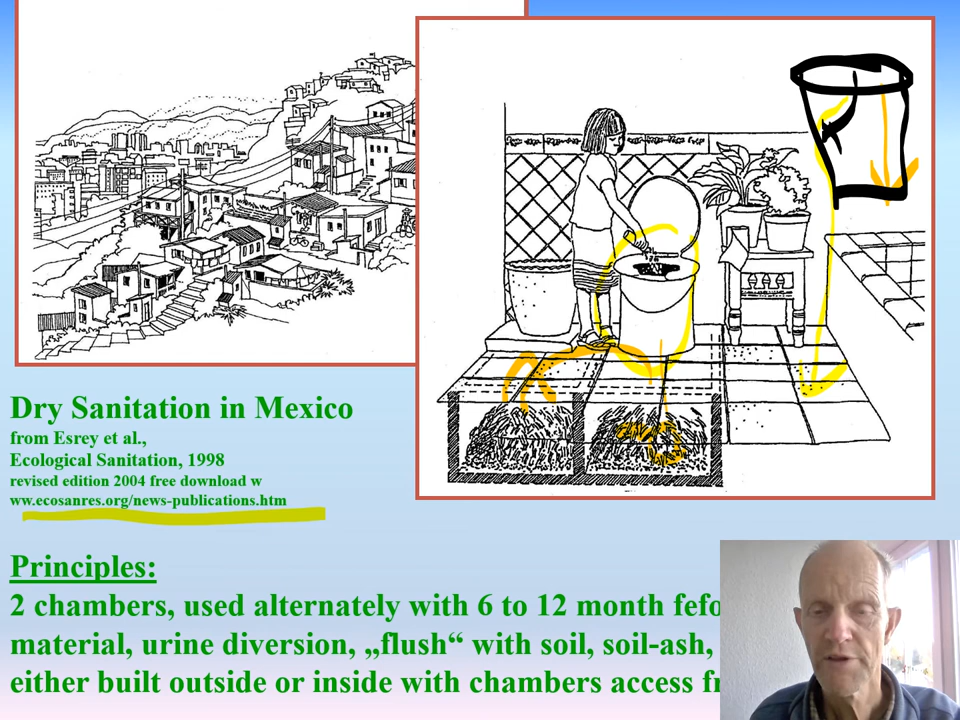 Dry Sanitation in Mexico
from Esrey et al.,
Ecological Sanitation, 1998
revised edition 2004 free download w
ww.ecosanres.org/news-publications.htm
Principles:
2 chambers, used alternately with 6 to 12 month fefo
material, urine diversion, „flush“ with soil, soil-ash,
either built outside or inside with chambers access fr